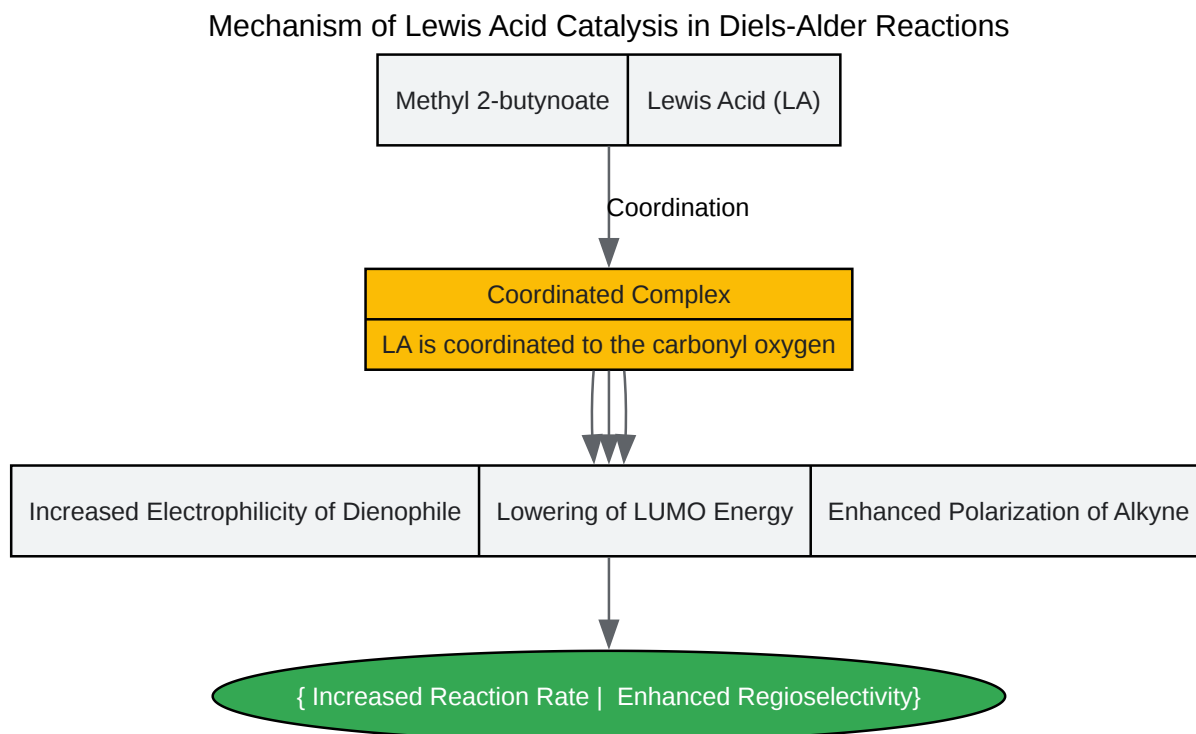 Mechanism of Lewis Acid Catalysis in Diels-Alder Reactions
Methyl 2-butynoate
Lewis Acid (LA)
Coordination
Coordinated Complex
LA is coordinated to the carbonyl oxygen
Increased Electrophilicity of Dienophile
Lowering of LUMO Energy
Enhanced Polarization of Alkyne
{ Increased Reaction Rate |  Enhanced Regioselectivity}